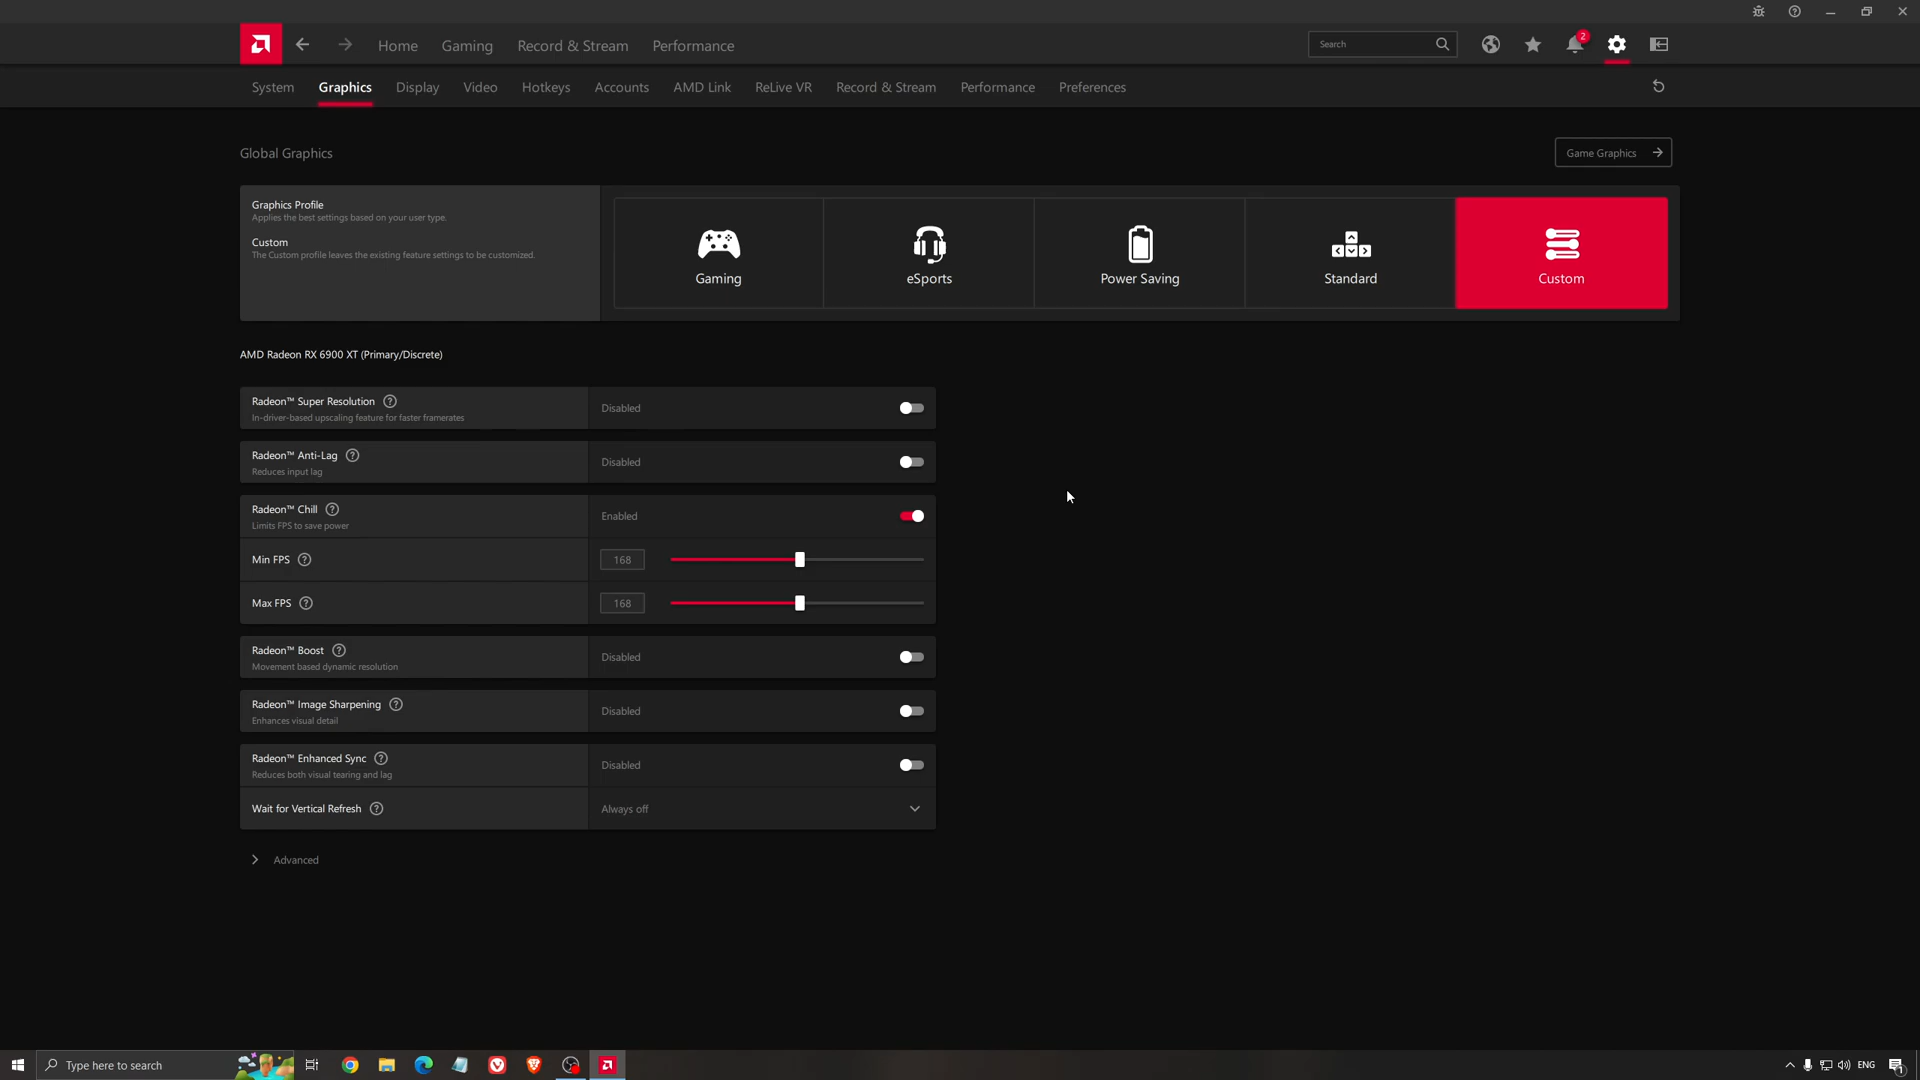 Home
Gaming
Record & Stream
Performance
Search
2
System
Graphics
Display
Video
Hotkeys
Accounts
AMD Link
ReLive VR
Record & Stream
Performance
Preferences
Global Graphics
Game Graphics
Graphics Profile
Applies the best settings based on your user type.
Custom
The Custom profile leaves the existing feature settings to be customized.
Gaming
eSports
Power Saving
Standard
Custom
AMD Radeon RX 6900 XT (Primary/Discrete)
Radeon™ Super Resolution
In-driver-based upscaling feature for faster framerates
Disabled
Radeon™ Anti-Lag
Reduces input lag
Disabled
Radeon™ Chill
Limits FPS to save power
Enabled
Min FPS
168
Max FPS
168
Radeon™ Boost
Movement based dynamic resolution
Disabled
Radeon™ Image Sharpening
Enhances visual detail
Disabled
Radeon™ Enhanced Sync
Reduces both visual tearing and lag
Disabled
Wait for Vertical Refresh
Always off
Advanced
Type here to search
ENG
1